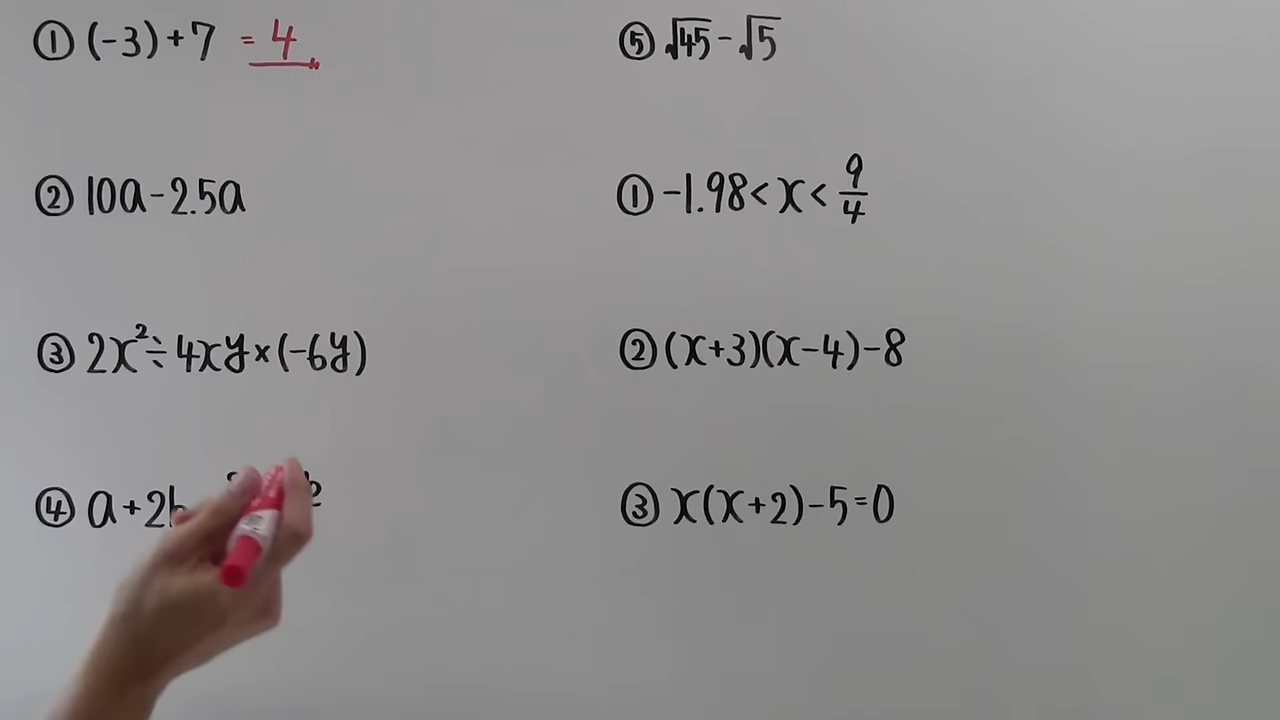 ① (-3)+7 = 4
② 10a-2.5a
③ 2x²÷4xy×(-6y)
④ a+2b
⑤ √45-√5
① -1.98<x<9/4
② (x+3)(x-4)-8
③ x(x+2)-5=0